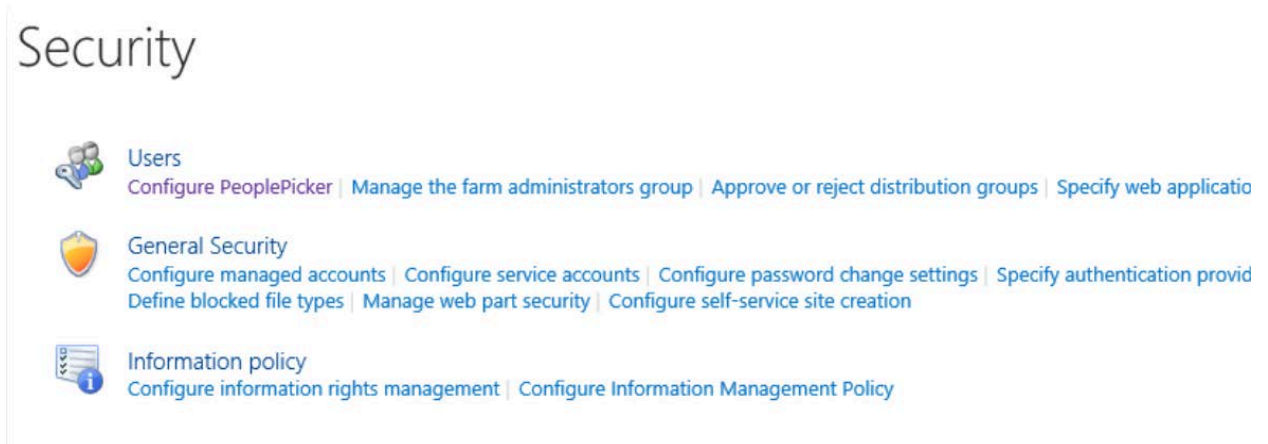 Security
Users
Configure PeoplePicker | Manage the farm administrators group | Approve or reject distribution groups | Specify web applicatio
General Security
Configure managed accounts | Configure service accounts | Configure password change settings | Specify authentication provid
Define blocked file types | Manage web part security | Configure self-service site creation
Information policy
Configure information rights management | Configure Information Management Policy